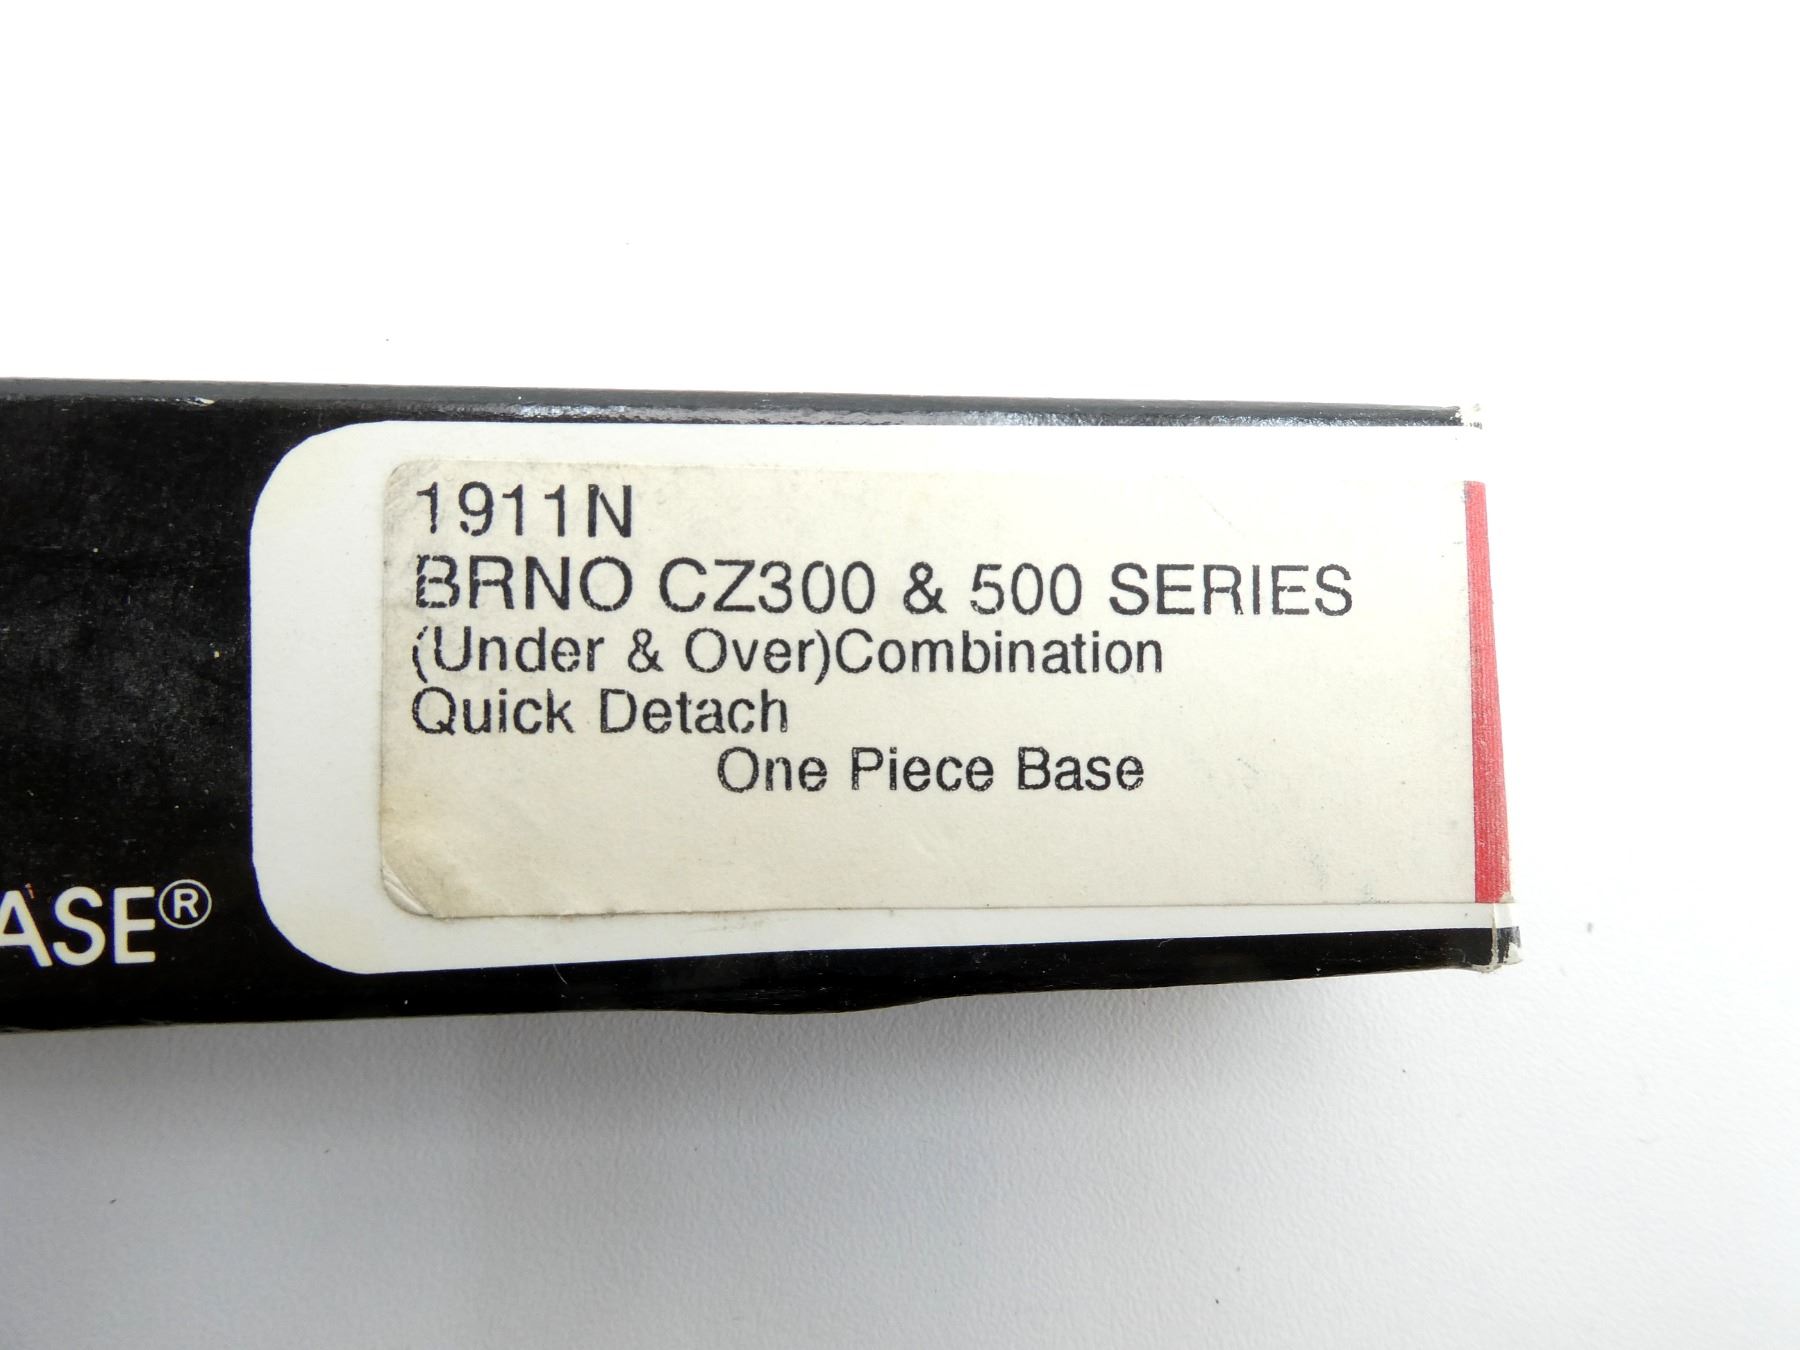 1911N
BRNO CZ300 & 500 SERIES
(Under & Over)Combination
Quick Detach
One Piece Base
ASE®